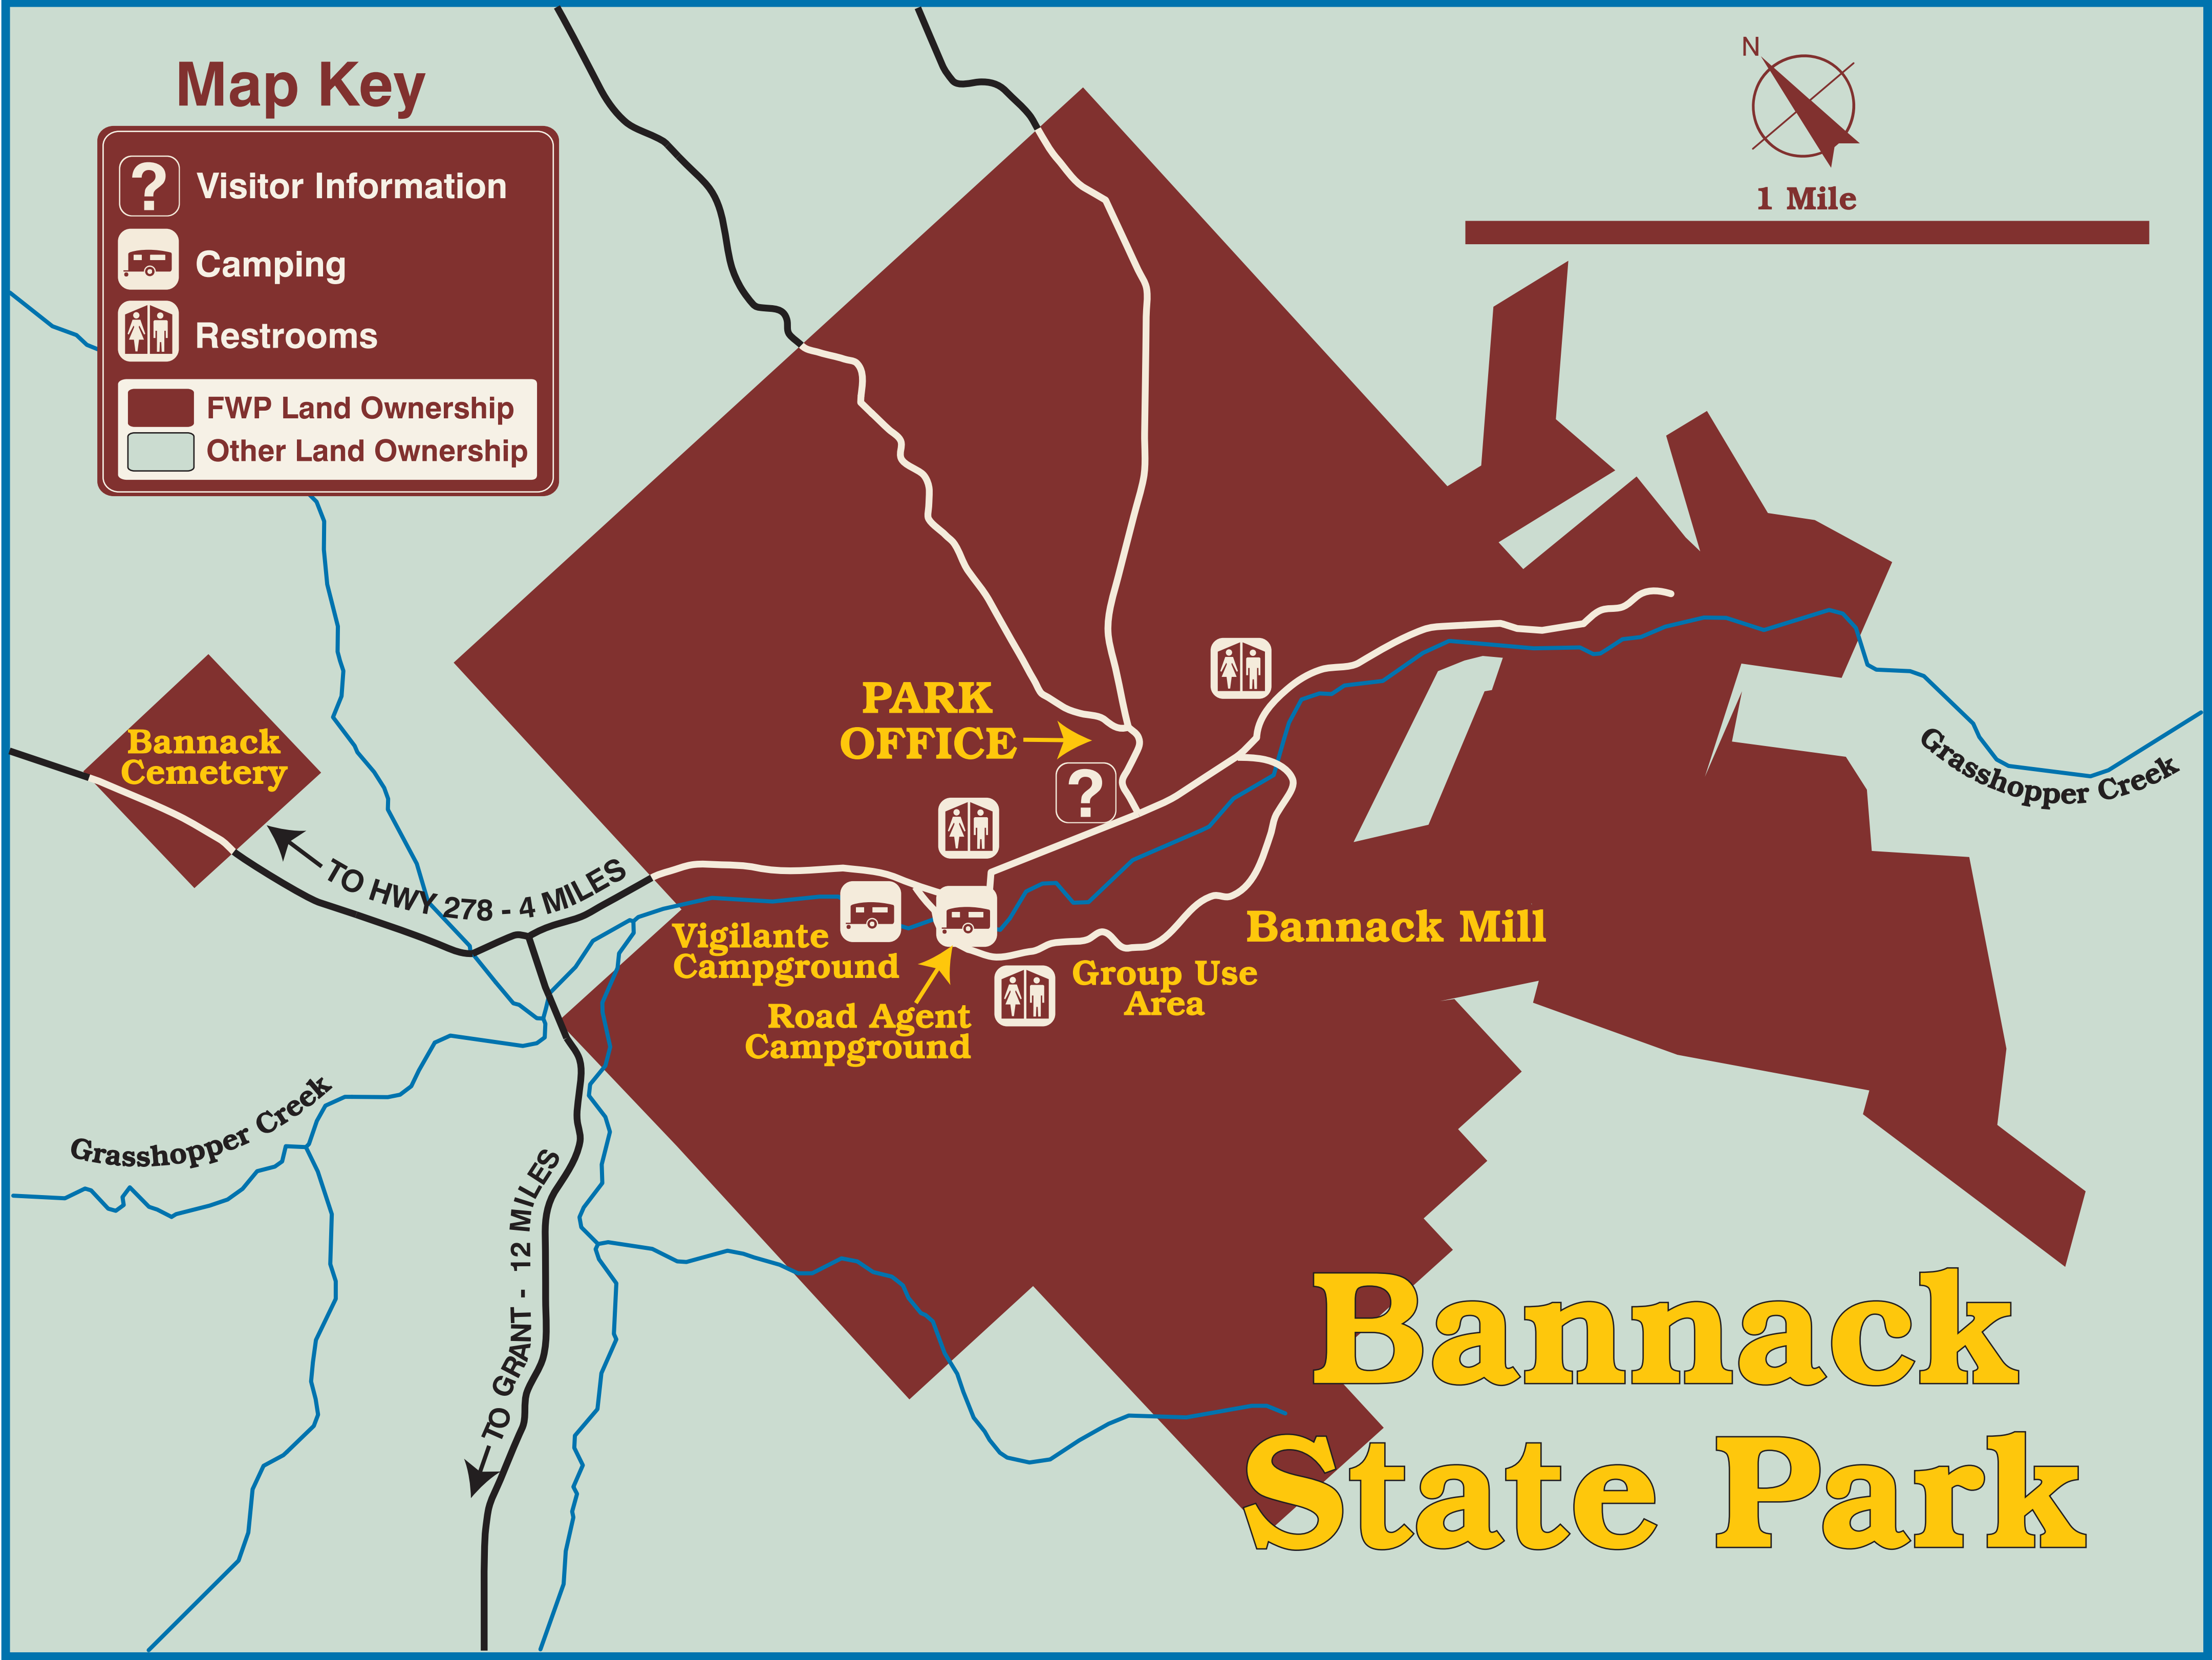 Map Key
? Visitor Information
Camping
Restrooms
FWP Land Ownership
Other Land Ownership
N
1 Mile
PARK
OFFICE
?
Bannack
Cemetery
TO HWY 278 - 4 MILES
Grasshopper Creek
Vigilante
Campground
Bannack Mill
Group Use
Area
Road Agent
Campground
Grasshopper Creek
TO GRANT - 12 MILES
Bannack
State Park